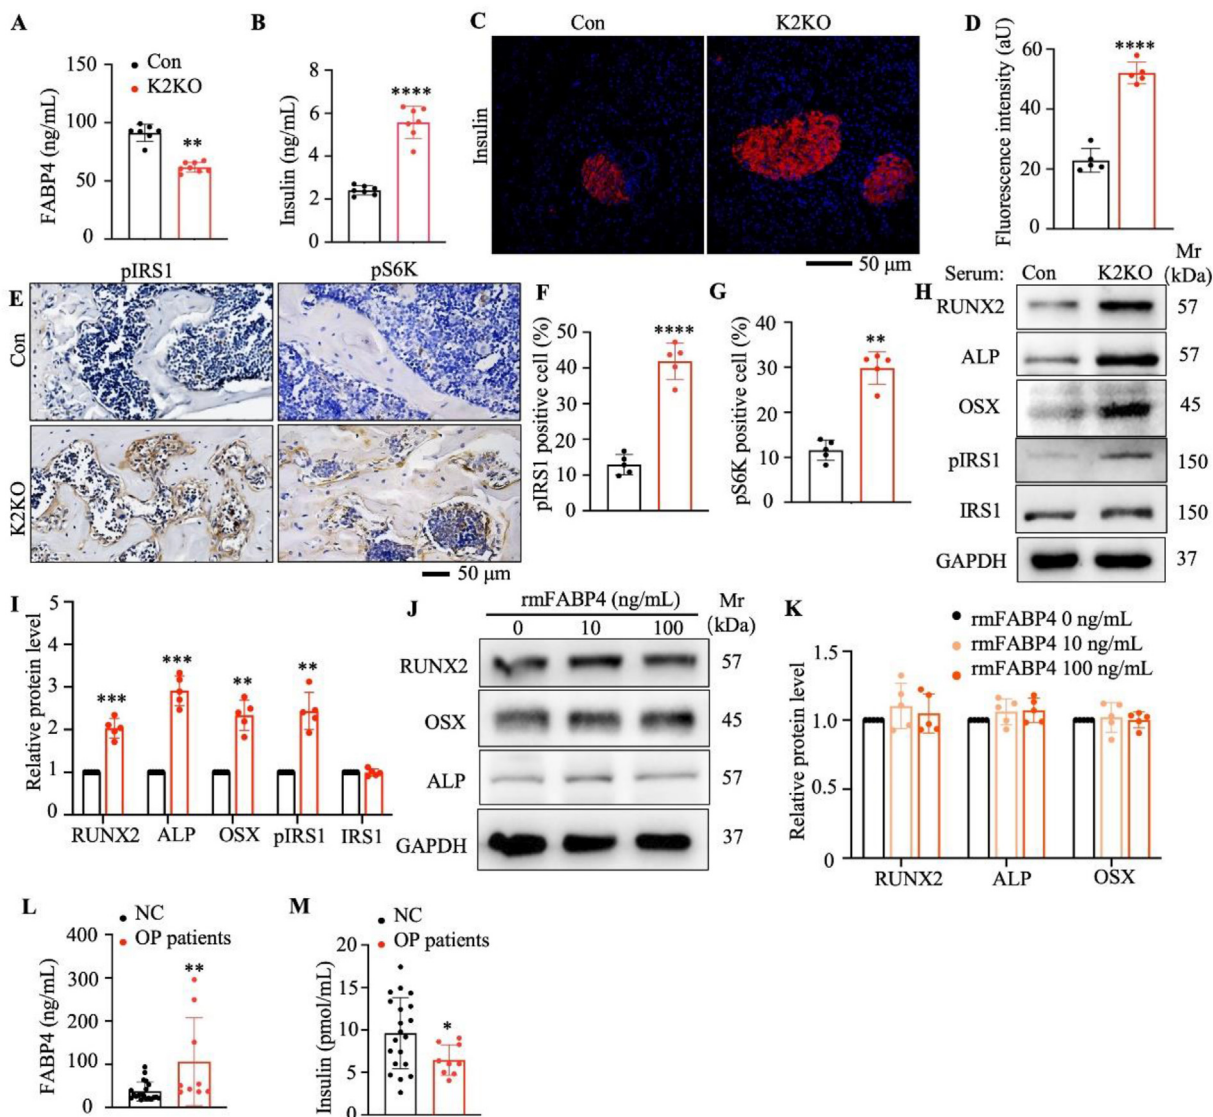 A
FABP4 (ng/mL)
150
100
50
0
Con
K2KO
**
B
Insulin (ng/mL)
8
6
4
2
0
****
C
Con
K2KO
Insulin
50 μm
D
Fluorescence intensity (aU)
60
40
20
0
****
E
pIRS1
pS6K
Con
K2KO
50 μm
F
pIRS1 positive cell (%)
50
40
30
20
10
0
****
G
pS6K positive cell (%)
40
30
20
10
0
**
H
Serum: Con K2KO
Mr
(kDa)
RUNX2 57
ALP 57
OSX 45
pIRS1 150
IRS1 150
GAPDH 37
I
Relative protein level
5
4
3
2
1
*** *** ** **
RUNX2 ALP OSX pIRS1 IRS1
J
rmFABP4 (ng/mL)
0 10 100
Mr
(kDa)
RUNX2 57
OSX 45
ALP 57
GAPDH 37
K
rmFABP4 0 ng/mL
rmFABP4 10 ng/mL
rmFABP4 100 ng/mL
Relative protein level
1.5
1.0
0.5
0
RUNX2 ALP OSX
L
NC
OP patients
FABP4 (ng/mL)
400
300
200
100
0
**
M
NC
OP patients
Insulin (pmol/mL)
20
15
10
5
0
*